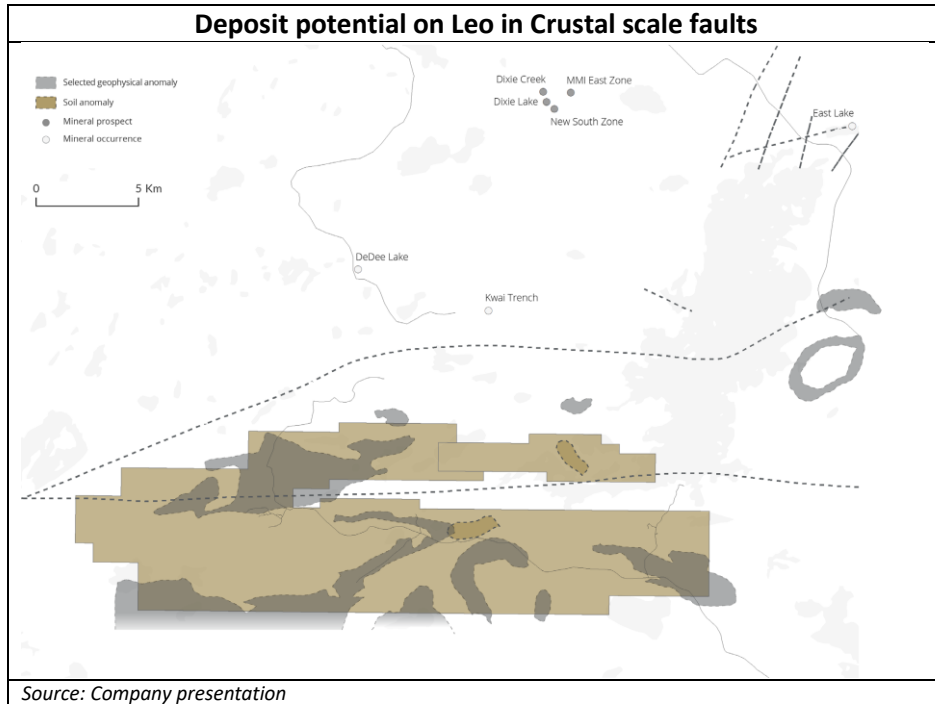 Deposit potential on Leo in Crustal scale faults
Selected geophysical anomaly
Soil anomaly
Mineral prospect
Mineral occurrence
0 5 Km
Dixie Creek
MMI East Zone
Dixie Lake
New South Zone
East Lake
DeDee Lake
Kwai Trench
Source: Company presentation